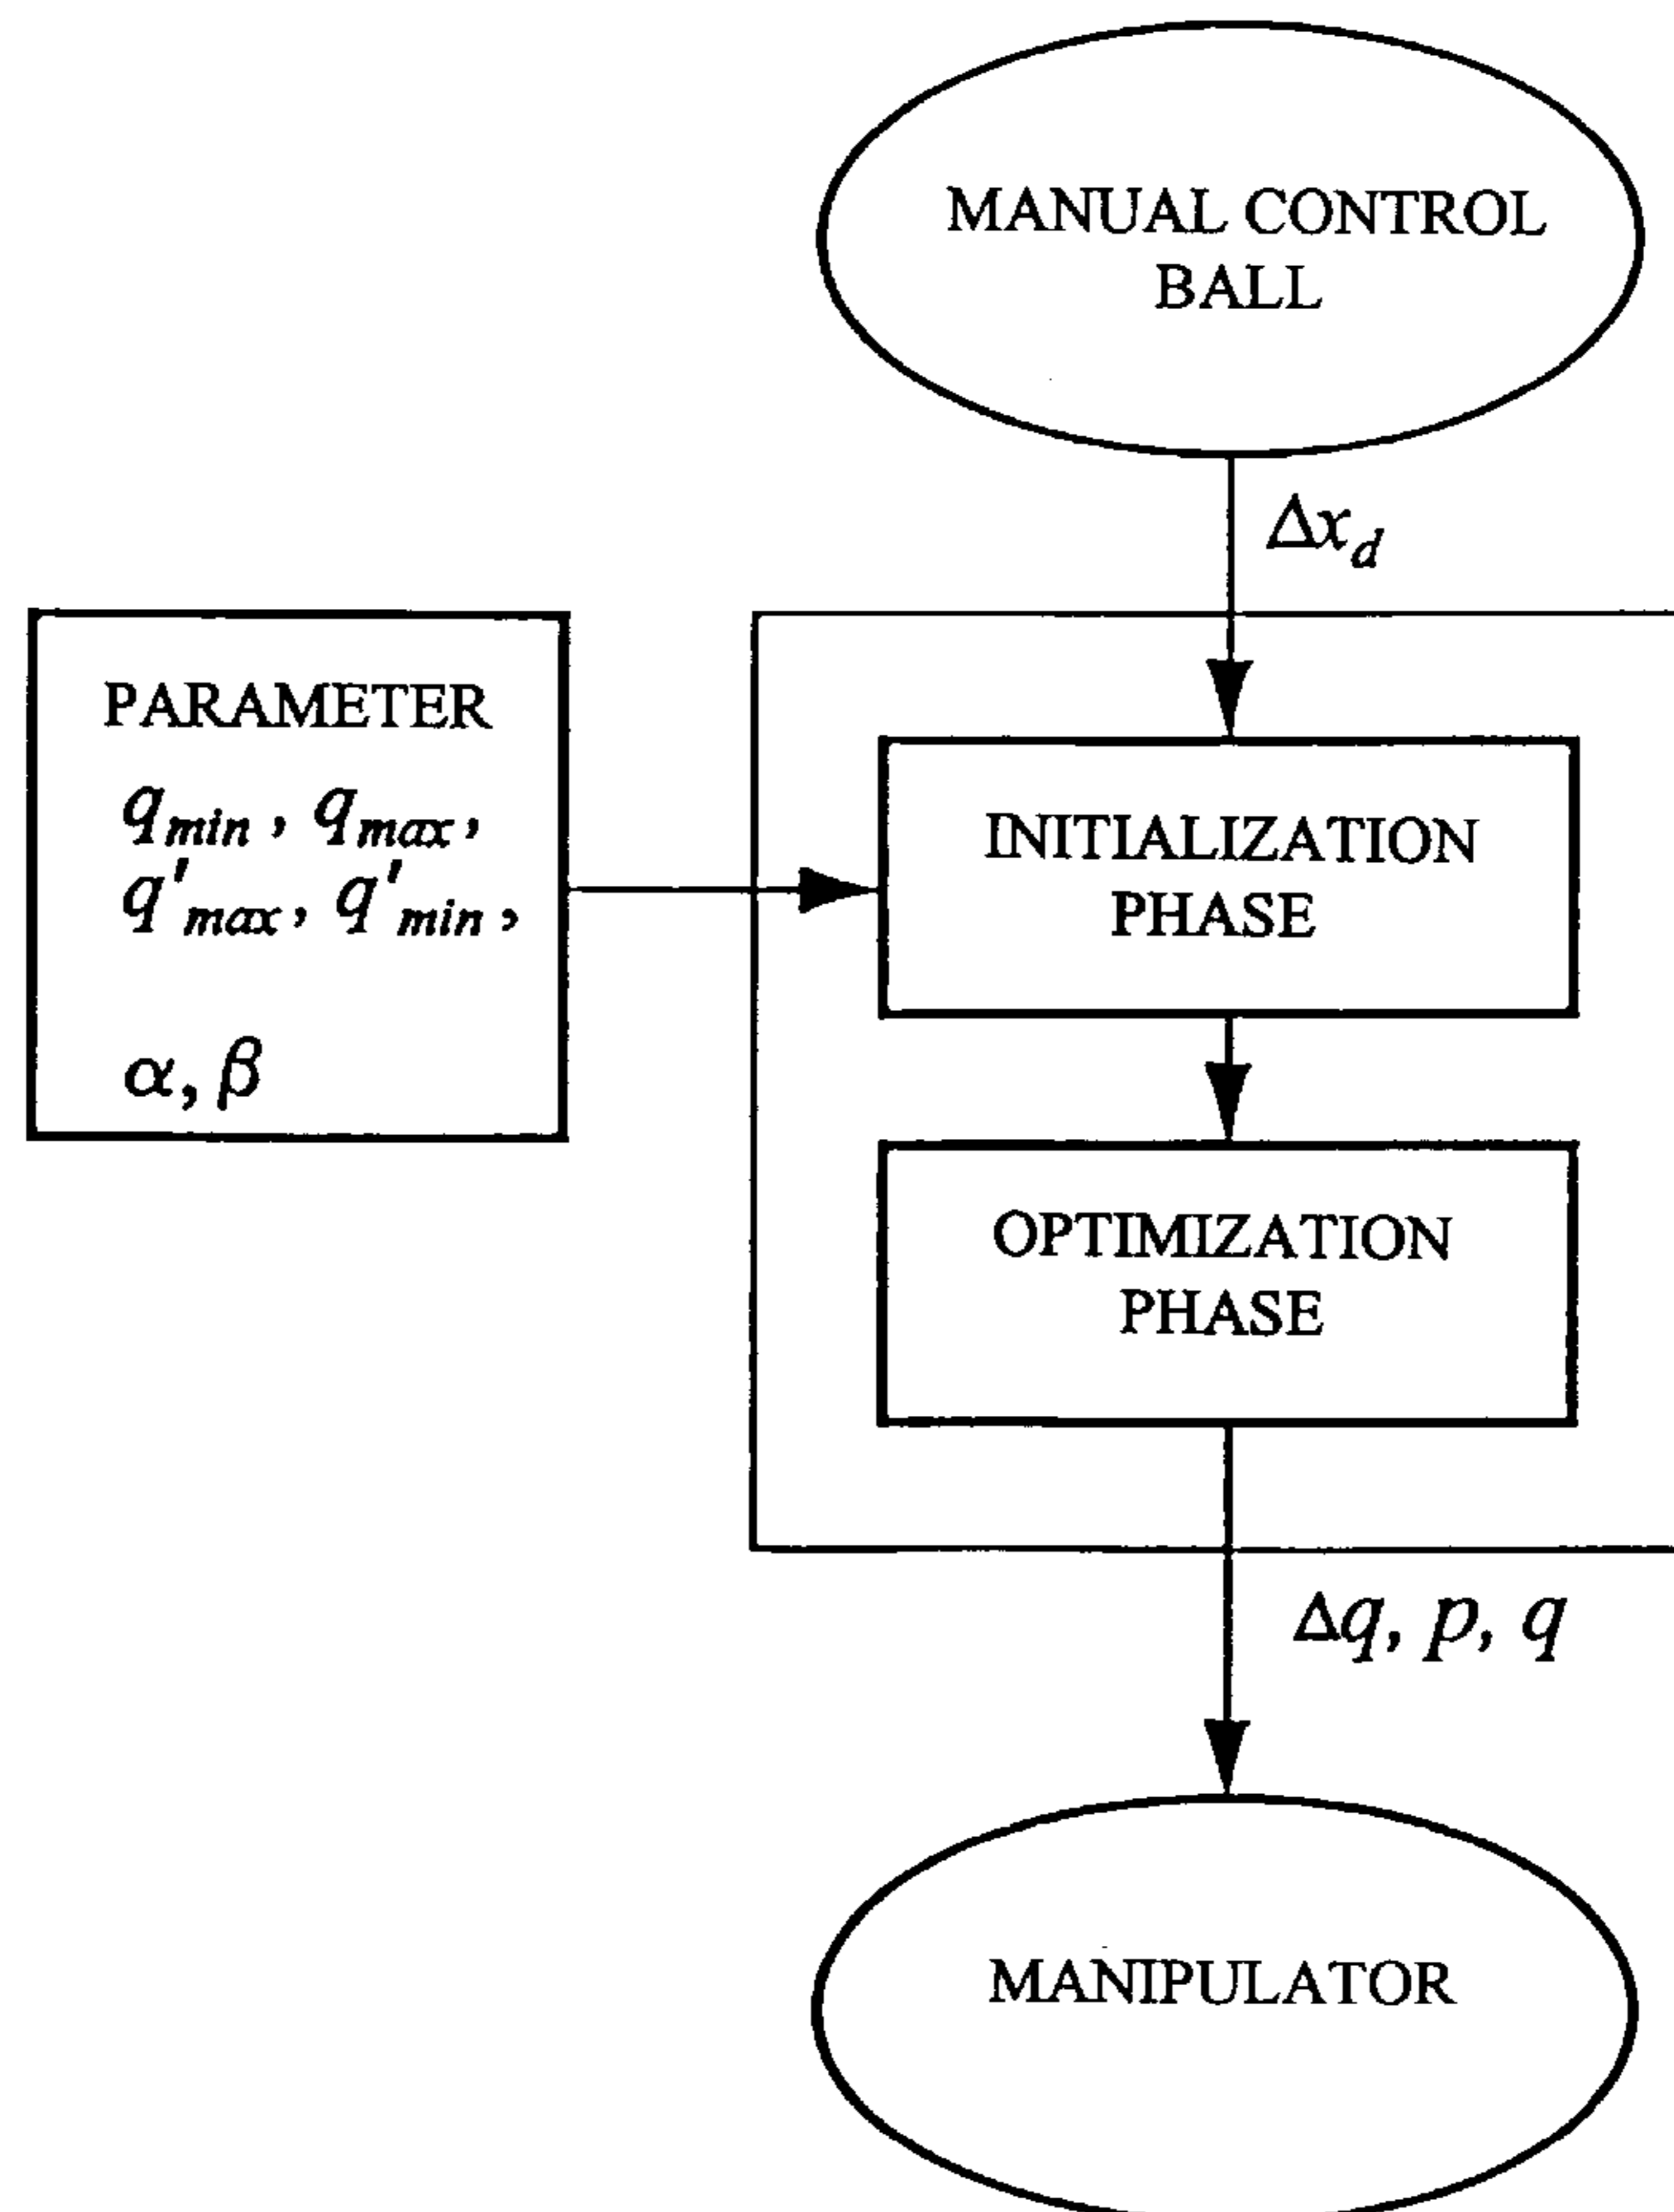 MANUAL CONTROL
BALL
Δx_d
PARAMETER
q_min, q_max,
q'_max, q'_min,
α, β
INITIALIZATION
PHASE
OPTIMIZATION
PHASE
Δq, p, q
MANIPULATOR